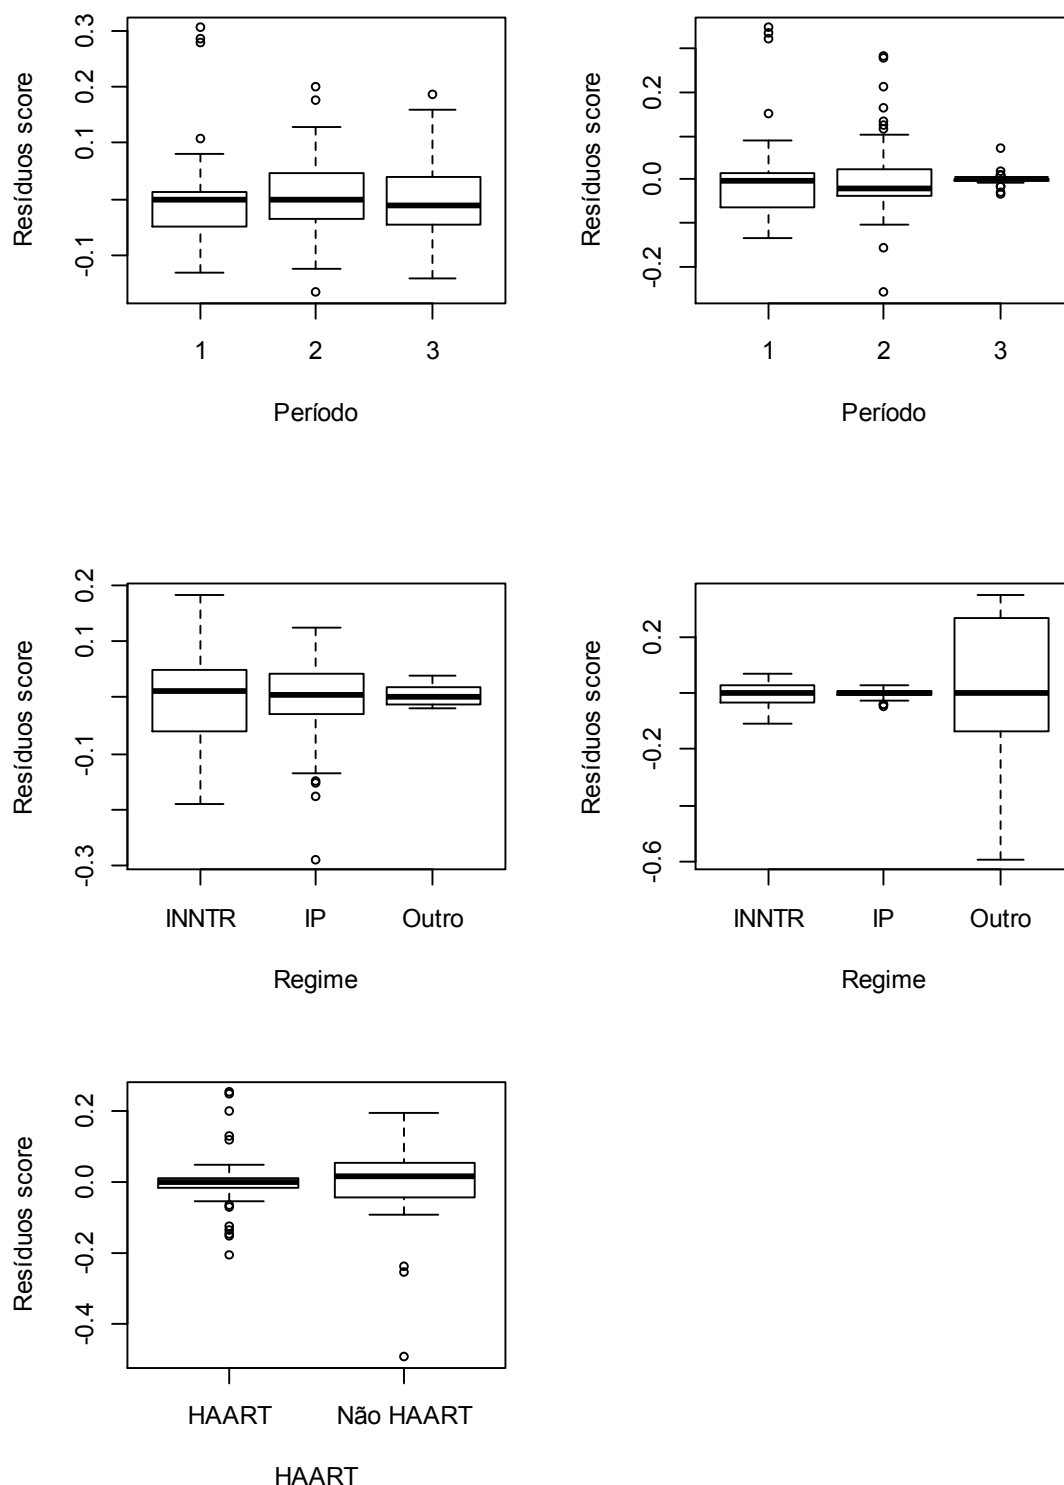 Resíduos score
0.3
0.2
0.1
-0.1
1 2 3
Período
Resíduos score
0.2
0.0
-0.2
1 2 3
Período
Resíduos score
0.2
0.1
-0.1
-0.3
INNTR IP Outro
Regime
Resíduos score
0.2
-0.2
-0.6
INNTR IP Outro
Regime
Resíduos score
0.2
0.0
-0.2
-0.4
HAART Não HAART
HAART